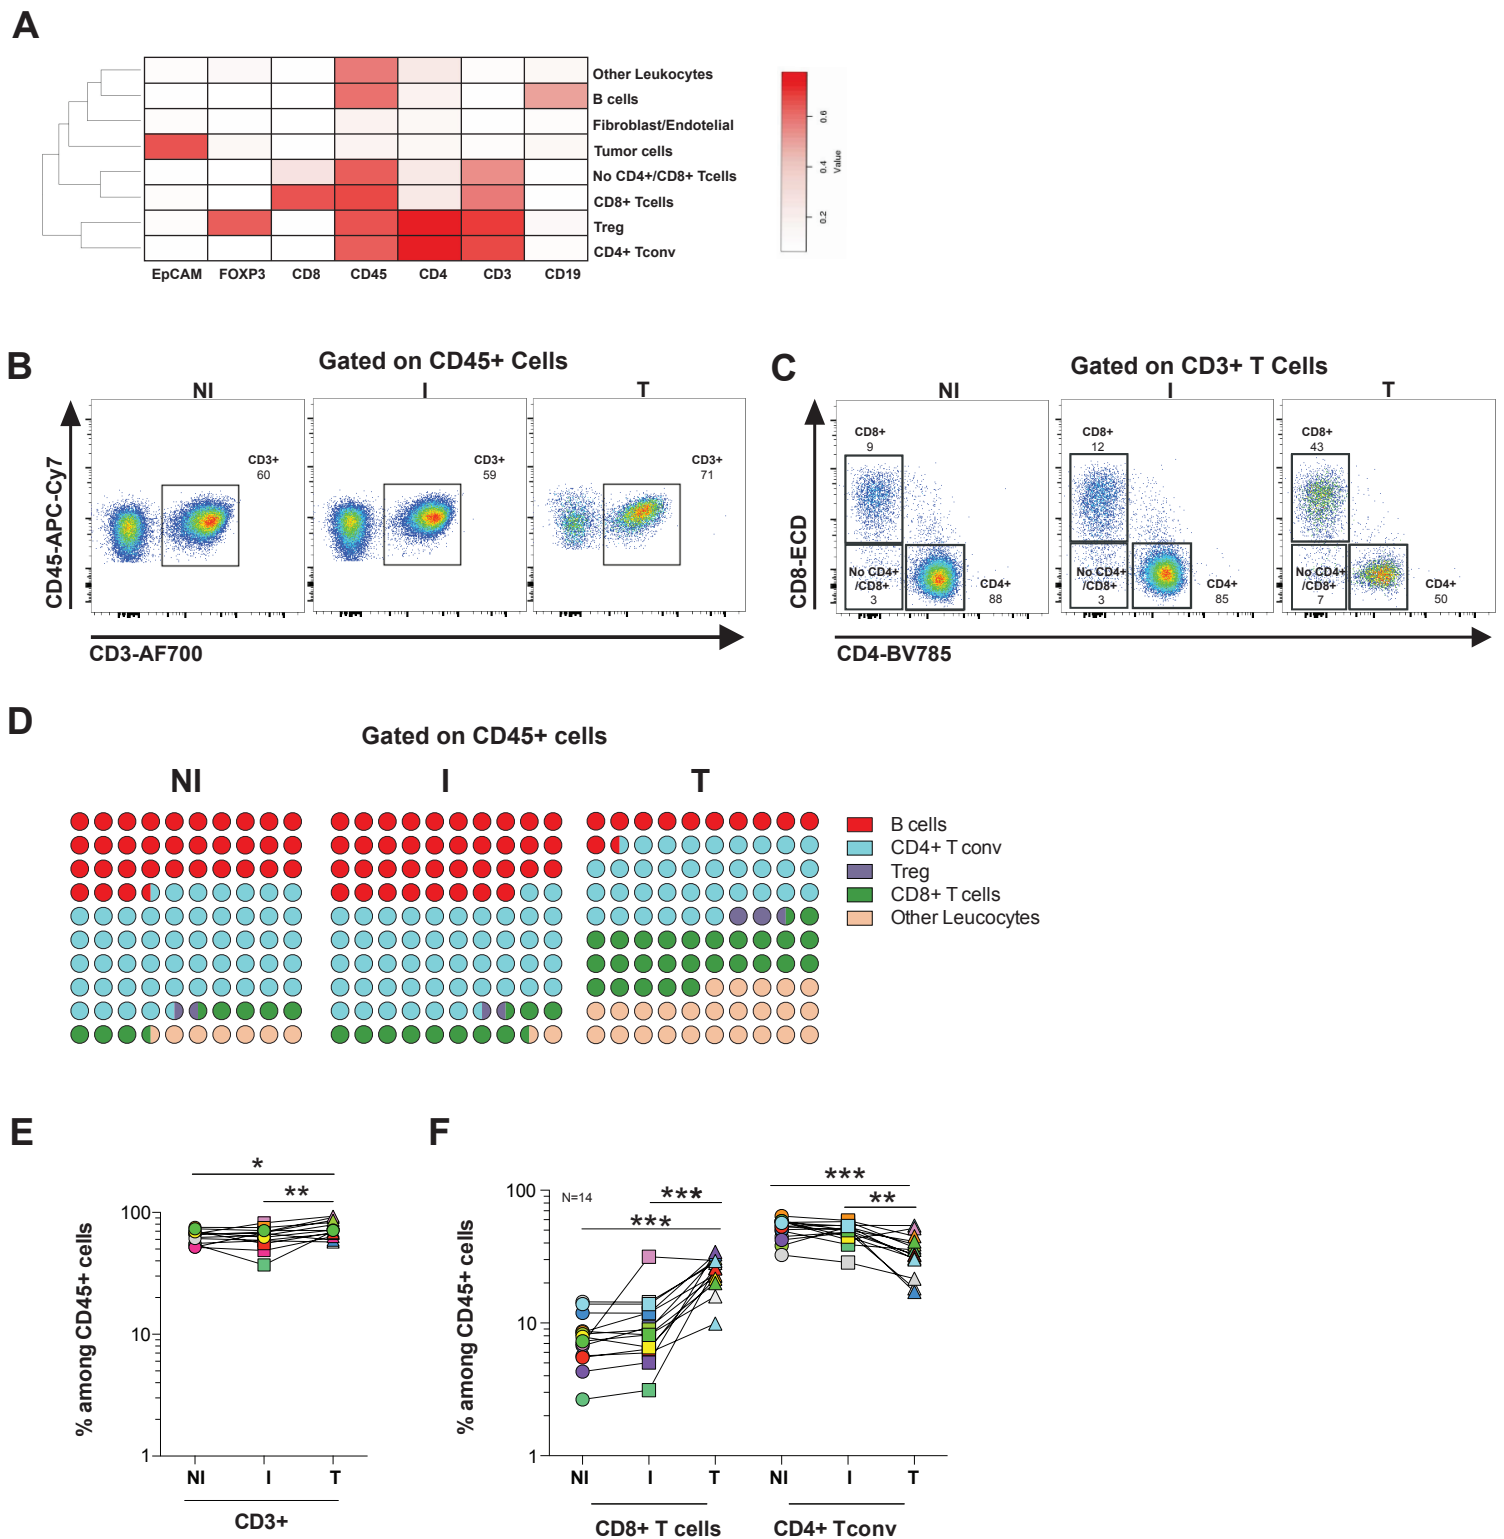 A
Other Leukocytes
B cells
Fibroblast/Endotelial
Tumor cells
No CD4+/CD8+ Tcells
CD8+ Tcells
Treg
CD4+ Tconv
EpCAM FOXP3 CD8 CD45 CD4 CD3 CD19
0.6
0.4
0.2
Value
B
Gated on CD45+ Cells
NI I T
CD45-APC-Cy7
CD3+
60
CD3+
59
CD3+
71
CD3-AF700
C
Gated on CD3+ T Cells
NI I T
CD8-ECD
CD8+
9
No CD4+
/CD8+
3
CD4+
88
CD8+
12
No CD4+
/CD8+
3
CD4+
85
CD8+
43
No CD4+
/CD8+
7
CD4+
50
CD4-BV785
D
Gated on CD45+ cells
NI I T
B cells
CD4+ T conv
Treg
CD8+ T cells
Other Leucocytes
E
% among CD45+ cells
100
10
1
*
**
NI I T
CD3+
F
% among CD45+ cells
100
10
1
N=14
***
***
***
**
NI I T NI I T
CD8+ T cells CD4+ Tconv